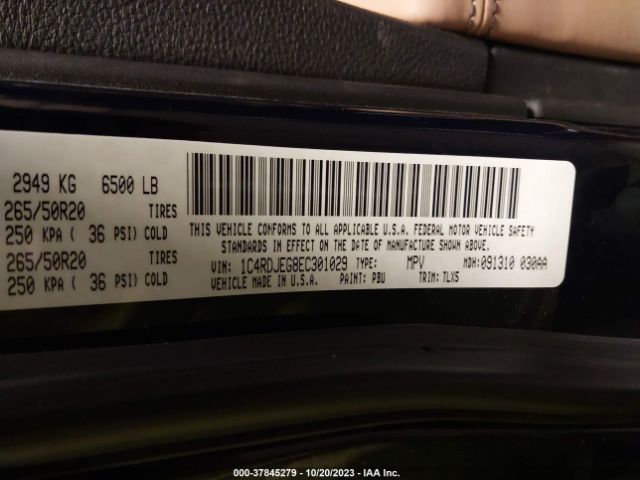 2949 KG 6500 LB
265/50R20 TIRES
250 KPA ( 36 PSI) COLD
265/50R20 TIRES
250 KPA ( 36 PSI) COLD
THIS VEHICLE CONFORMS TO ALL APPLICABLE U.S.A. FEDERAL MOTOR VEHICLE SAFETY
STANDARDS IN EFFECT ON THE DATE OF MANUFACTURE SHOWN ABOVE.
VIN: 1C4RDJEG8EC301029 TYPE: MPV MDH: 091310 030AA
VEHICLE MADE IN U.S.A. PAINT: PBU TRIM: TLX5
000-37845279 - 10/20/2023 - IAA Inc.